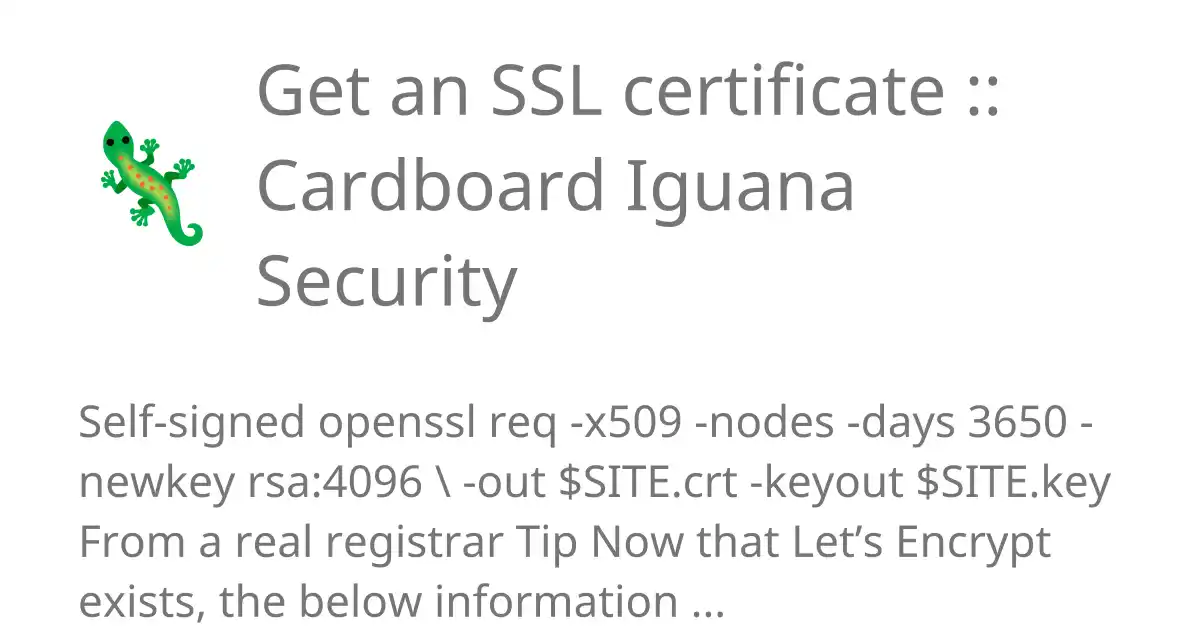 Get an SSL certificate ::
Cardboard Iguana
Security
Self-signed openssl req -x509 -nodes -days 3650 -
newkey rsa:4096 \ -out $SITE.crt -keyout $SITE.key
From a real registrar Tip Now that Let’s Encrypt
exists, the below information ...